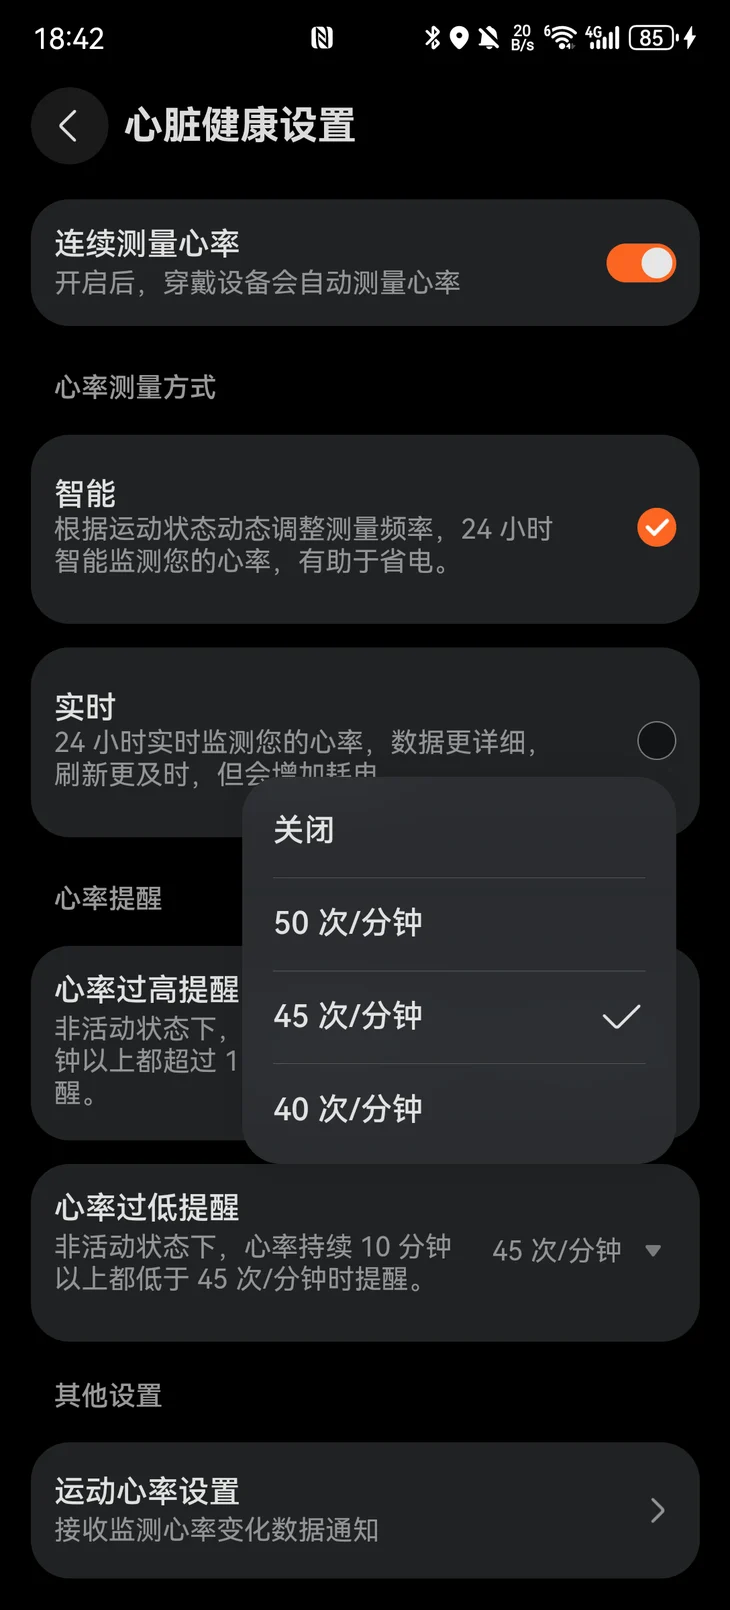 18:42
20 B/s
6
4G
85
心脏健康设置
连续测量心率
开启后，穿戴设备会自动测量心率
心率测量方式
智能
根据运动状态动态调整测量频率，24 小时
智能监测您的心率，有助于省电。
实时
24 小时实时监测您的心率，数据更详细，
刷新更及时，但会增加耗电
关闭
心率提醒
50 次/分钟
心率过高提醒
非活动状态下，
45 次/分钟
钟以上都超过 1
醒。
40 次/分钟
心率过低提醒
非活动状态下，心率持续 10 分钟
以上都低于 45 次/分钟时提醒。
45 次/分钟
其他设置
运动心率设置
接收监测心率变化数据通知